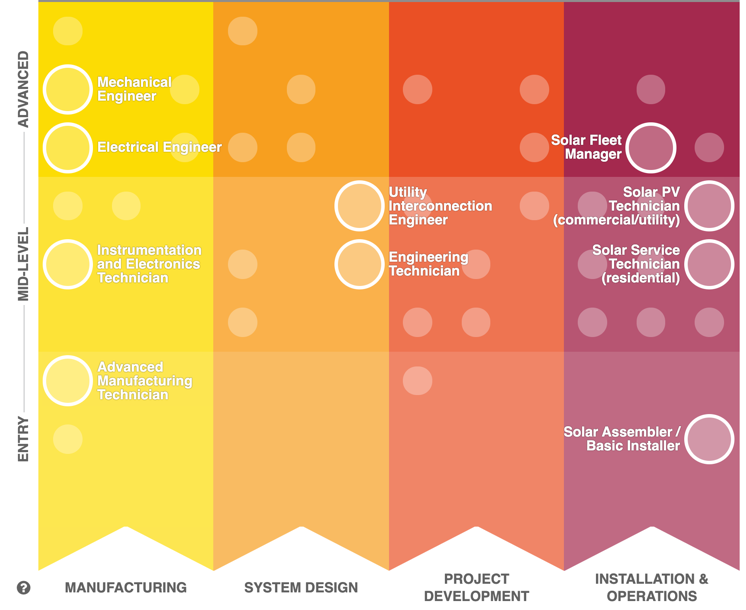 ADVANCED
Mechanical
Engineer
Electrical Engineer
Solar Fleet
Manager
MID-LEVEL
Utility
Interconnection
Engineer
Solar PV
Technician
(commercial/utility)
Instrumentation
and Electronics
Technician
Engineering
Technician
Solar Service
Technician
(residential)
ENTRY
Advanced
Manufacturing
Technician
Solar Assembler /
Basic Installer
?
MANUFACTURING
SYSTEM DESIGN
PROJECT
DEVELOPMENT
INSTALLATION &
OPERATIONS